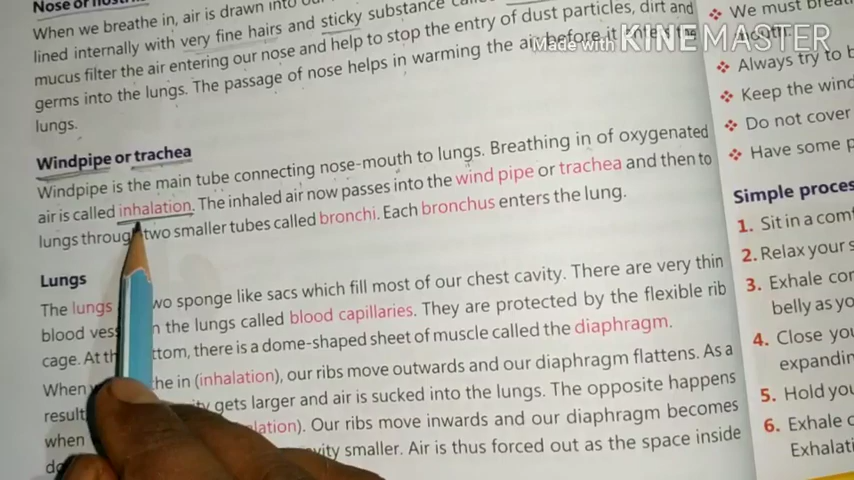 Nose or
When we breathe in, air is drawn into
lined internally with very fine hairs and sticky substance
mucus filter the air entering our nose and help to stop the entry of dust particles, dirt and
germs into the lungs. The passage of nose helps in warming the air before it enters the
lungs.
Windpipe or trachea
Windpipe is the main tube connecting nose-mouth to lungs. Breathing in of oxygenated
air is called inhalation. The inhaled air now passes into the wind pipe or trachea and then to
lungs through two smaller tubes called bronchi. Each bronchus enters the lung.
Lungs
The lungs wo sponge like sacs which fill most of our chest cavity. There are very thin
blood vess the lungs called blood capillaries. They are protected by the flexible rib
cage. At th ttom, there is a dome-shaped sheet of muscle called the diaphragm.
When the in (inhalation), our ribs move outwards and our diaphragm flattens. As a
result gets larger and air is sucked into the lungs. The opposite happens
when lation). Our ribs move inwards and our diaphragm becomes
vity smaller. Air is thus forced out as the space inside
Made with KINEMASTER
We must breat
mouth.
Always try to b
Keep the wind
Do not cover
Have some p
Simple proces
1. Sit in a com
2. Relax your s
3. Exhale con
belly as yo
4. Close you
expandin
5. Hold you
6. Exhale c
Exhalati